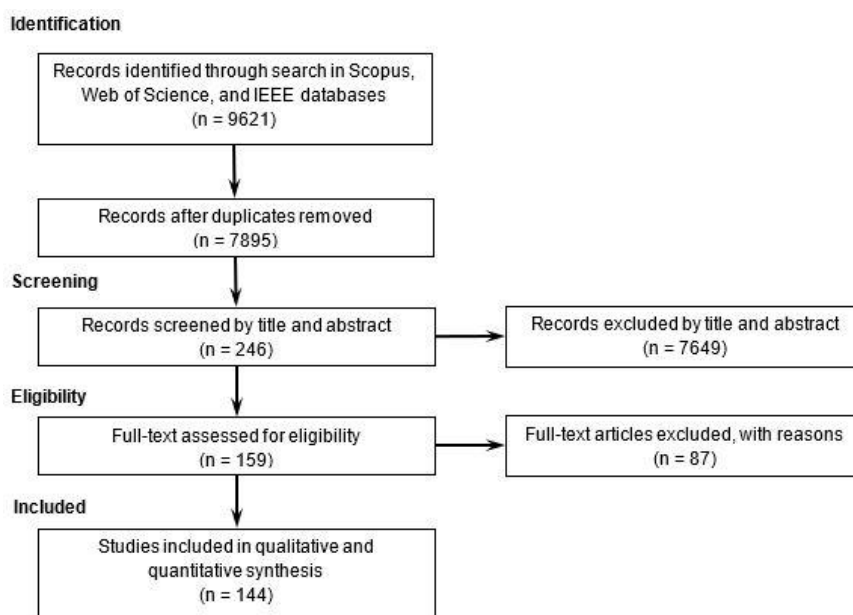 Identification
Records identified through search in Scopus,
Web of Science, and IEEE databases
(n = 9621)
Records after duplicates removed
(n = 7895)
Screening
Records screened by title and abstract
(n = 246)
Records excluded by title and abstract
(n = 7649)
Eligibility
Full-text assessed for eligibility
(n = 159)
Full-text articles excluded, with reasons
(n = 87)
Included
Studies included in qualitative and
quantitative synthesis
(n = 144)